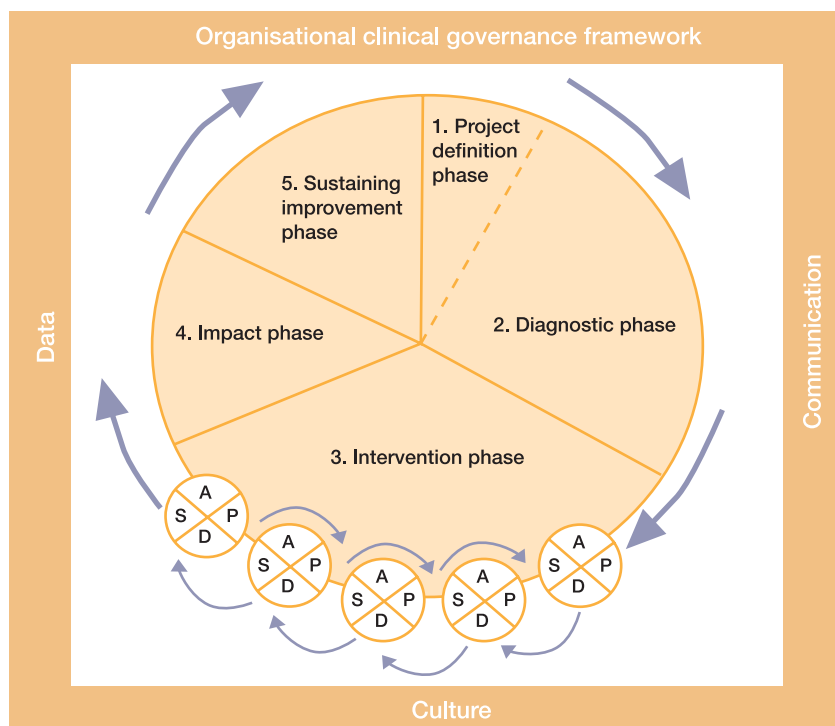 Organisational clinical governance framework
1. Project
definition
phase
5. Sustaining
improvement
phase
2. Diagnostic phase
4. Impact phase
3. Intervention phase
Data
Communication
A
S P
D
A
S P
D
A
S P
D
A
S P
D
A
S P
D
Culture